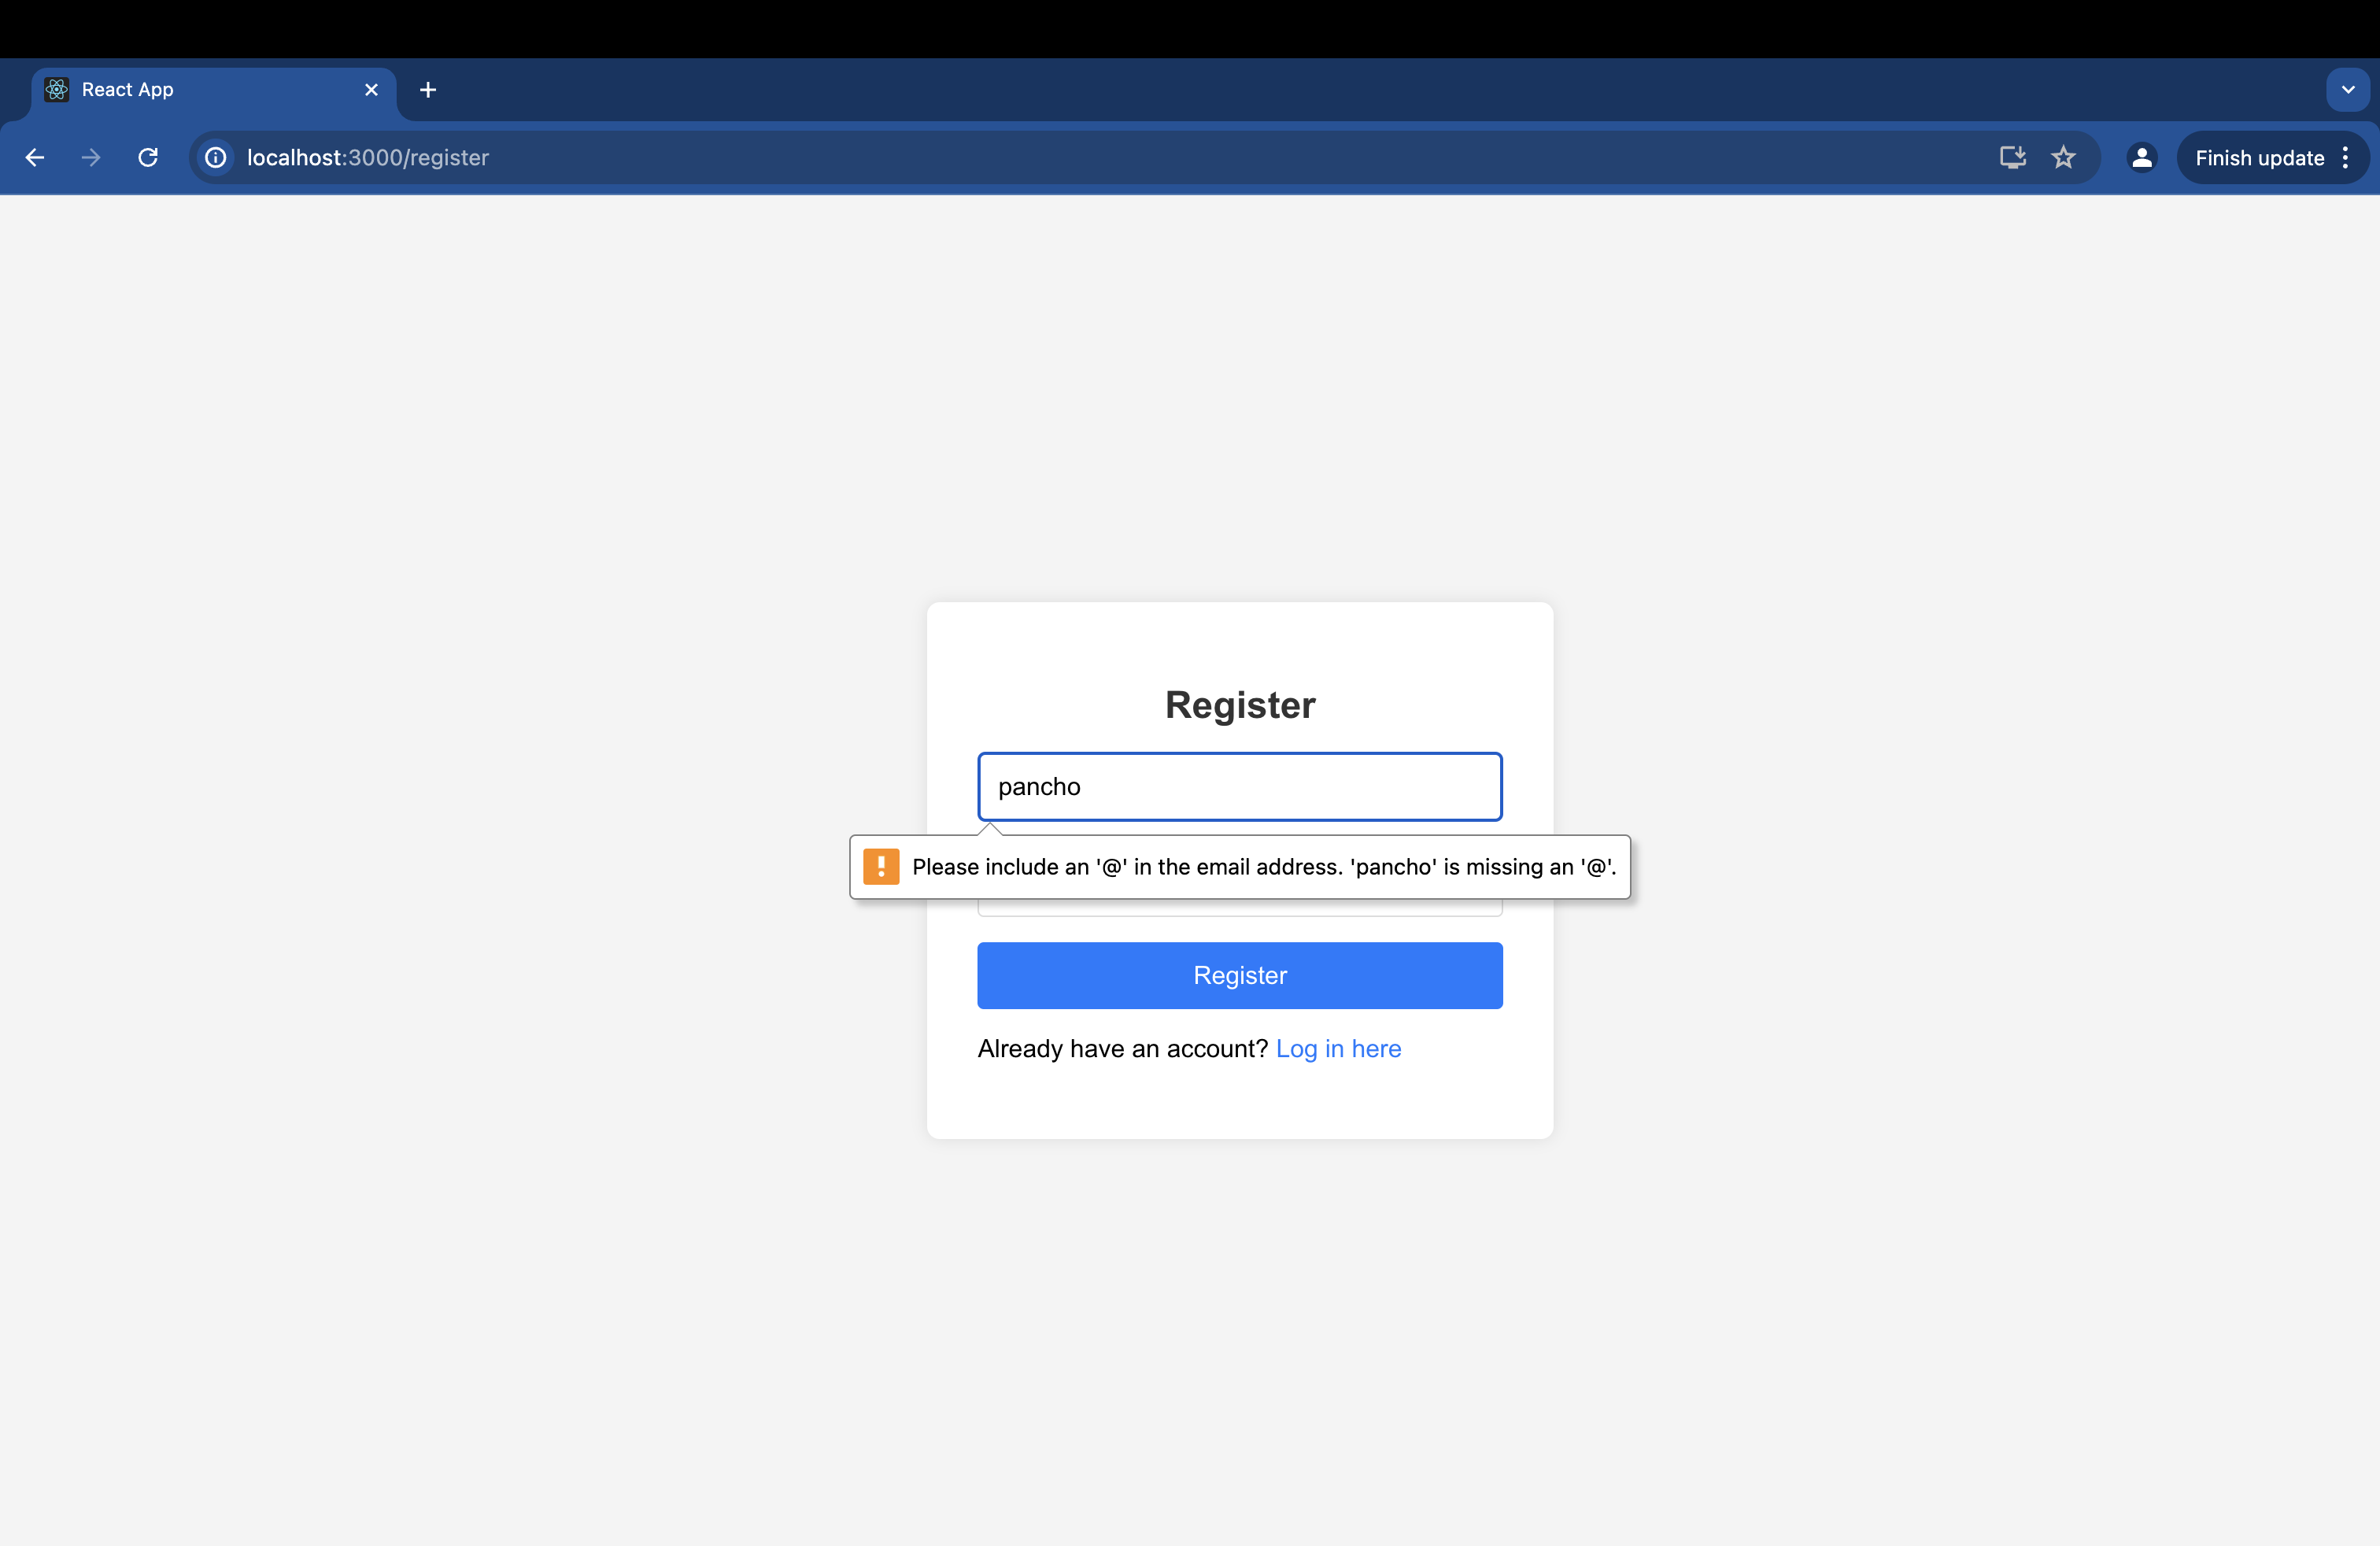 React App
localhost:3000/register
Finish update
Register
pancho
Please include an '@' in the email address. 'pancho' is missing an '@'.
Register
Already have an account? Log in here